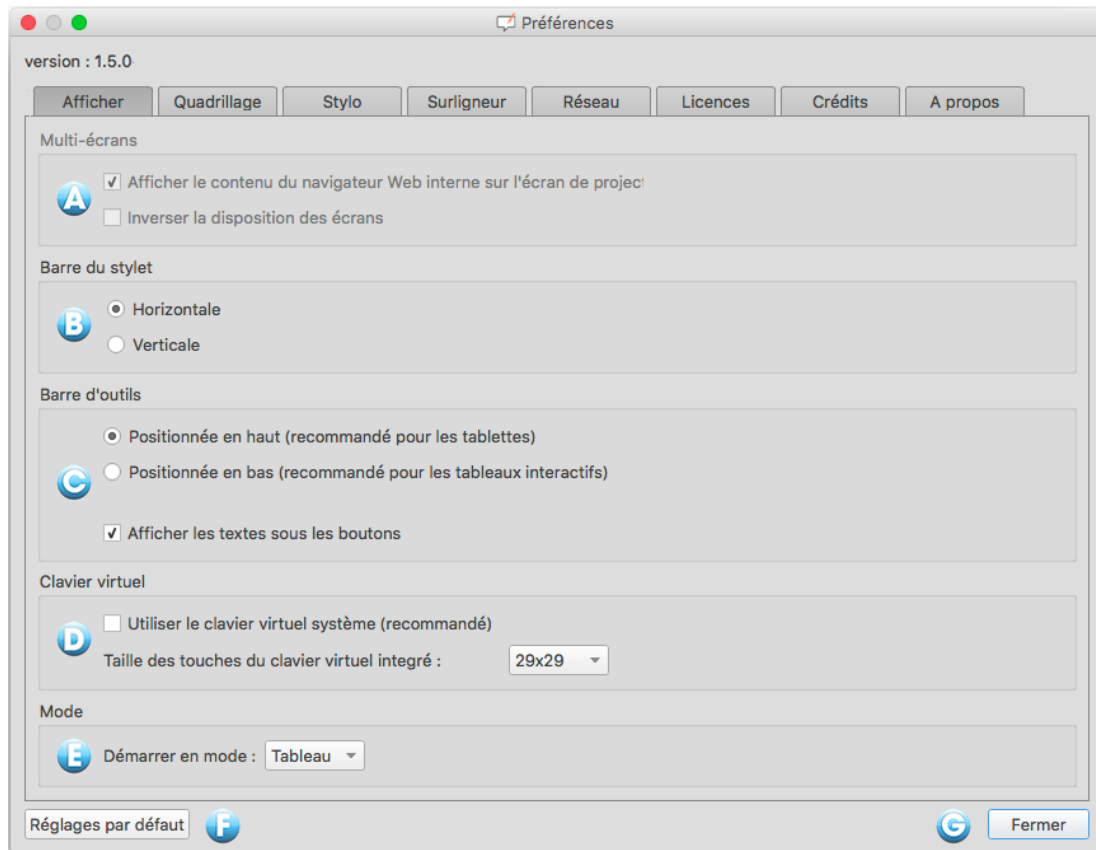 Préférences
version : 1.5.0
Afficher Quadrillage Stylo Surligneur Réseau Licences Crédits A propos
Multi-écrans
A
Afficher le contenu du navigateur Web interne sur l'écran de project
Inverser la disposition des écrans
Barre du stylet
B
Horizontale
Verticale
Barre d'outils
Positionnée en haut (recommandé pour les tablettes)
C
Positionnée en bas (recommandé pour les tableaux interactifs)
Afficher les textes sous les boutons
Clavier virtuel
D
Utiliser le clavier virtuel système (recommandé)
Taille des touches du clavier virtuel integré : 29x29
Mode
E Démarrer en mode : Tableau
Réglages par défaut F G Fermer